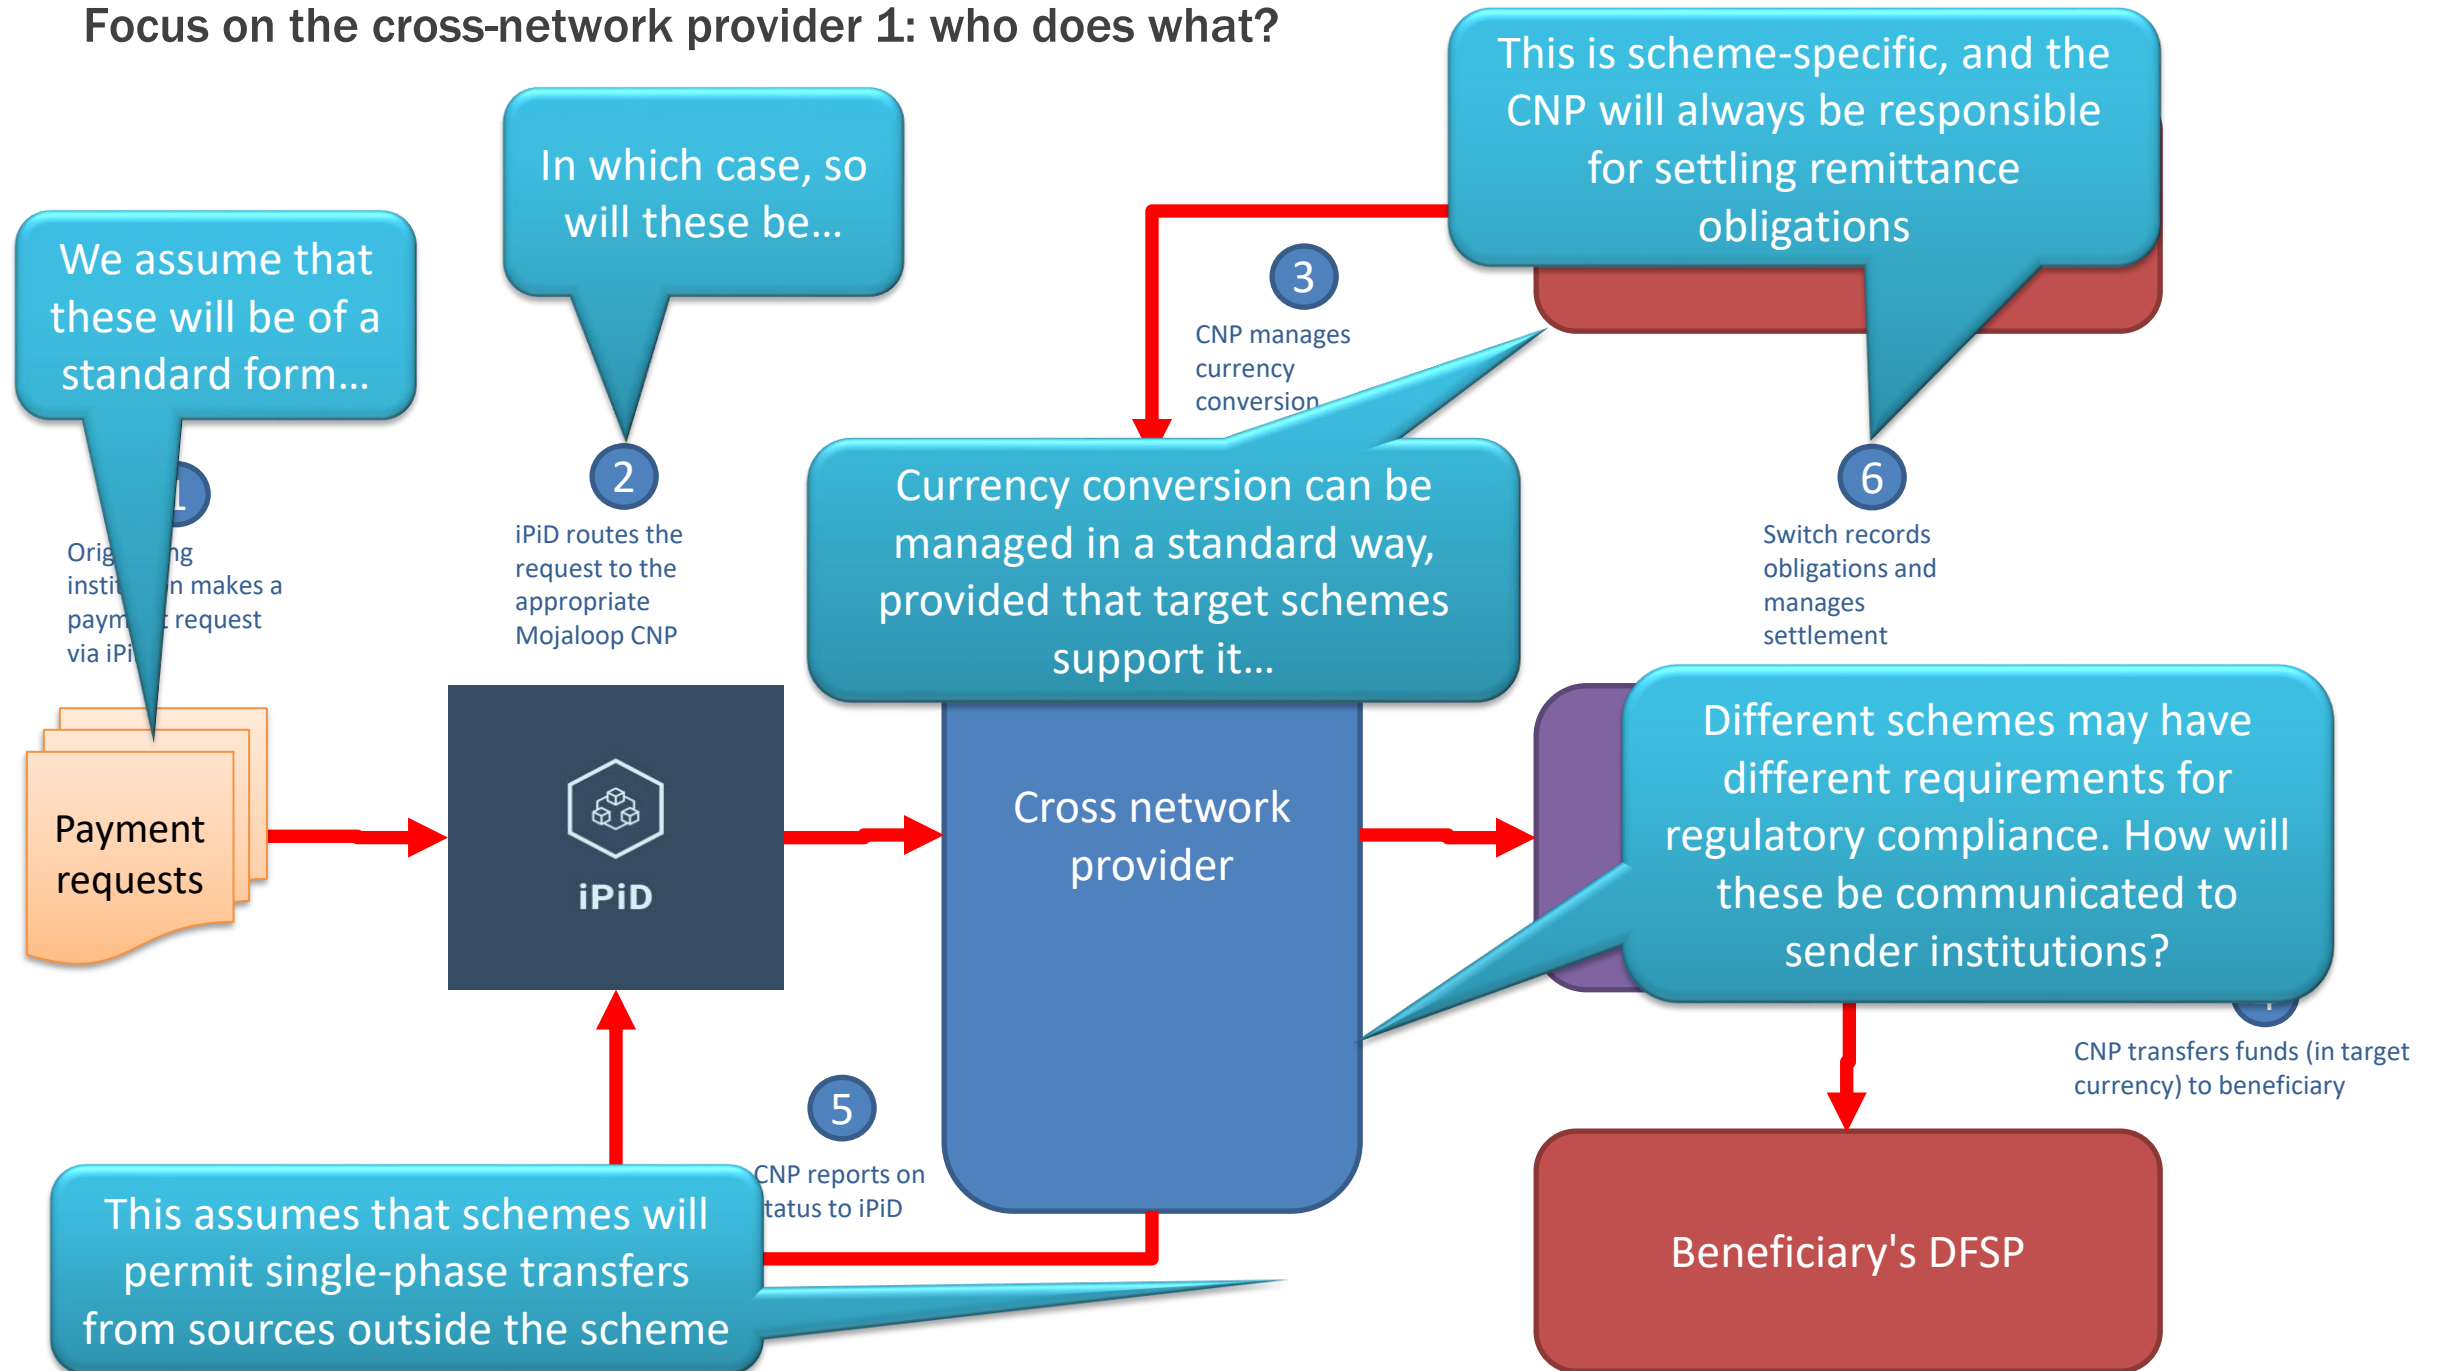 Focus on the cross-network provider 1: who does what?
This is scheme-specific, and the
CNP will always be responsible
for settling remittance
obligations
In which case, so
will these be...
We assume that
these will be of a
standard form...
3
CNP manages
currency
conversion
2
iPiD routes the
request to the
appropriate
Mojaloop CNP
Currency conversion can be
managed in a standard way,
provided that target schemes
support it...
6
Switch records
obligations and
manages
settlement
makes a
request
via
Payment
requests
iPiD
Cross network
provider
Different schemes may have
different requirements for
regulatory compliance. How will
these be communicated to
sender institutions?
CNP transfers funds (in target
currency) to beneficiary
5
CNP reports on
to iPiD
This assumes that schemes will
permit single-phase transfers
from sources outside the scheme
Beneficiary's DFSP